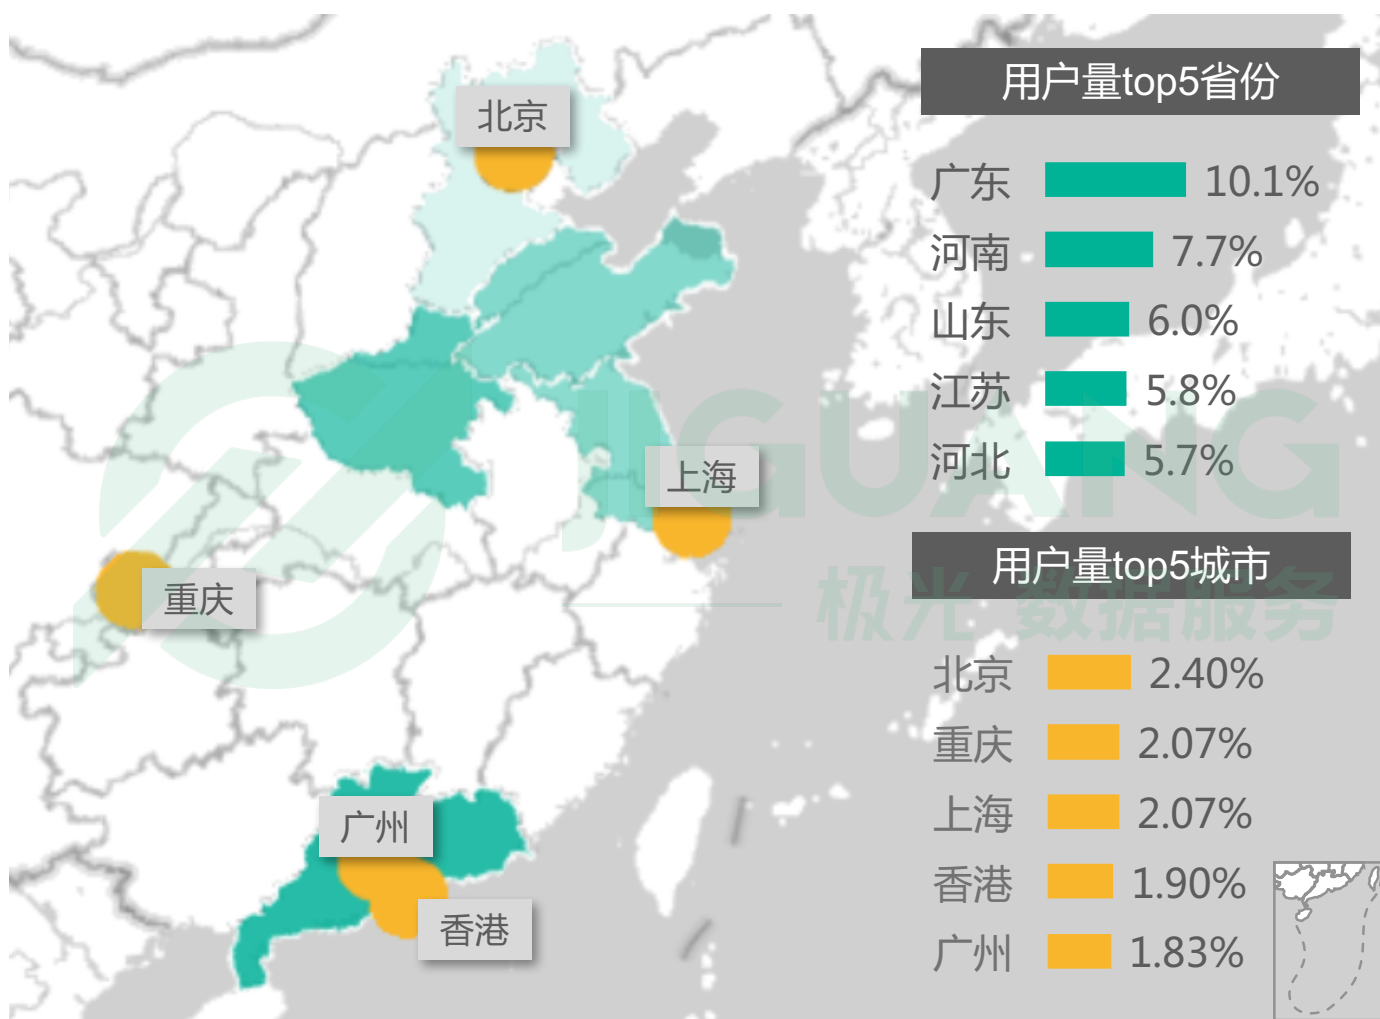 北京
上海
重庆
广州
香港
用户量top5省份
广东 10.1%
河南 7.7%
山东 6.0%
江苏 5.8%
河北 5.7%
用户量top5城市
北京 2.40%
重庆 2.07%
上海 2.07%
香港 1.90%
广州 1.83%
JIGUANG
极光 数据服务